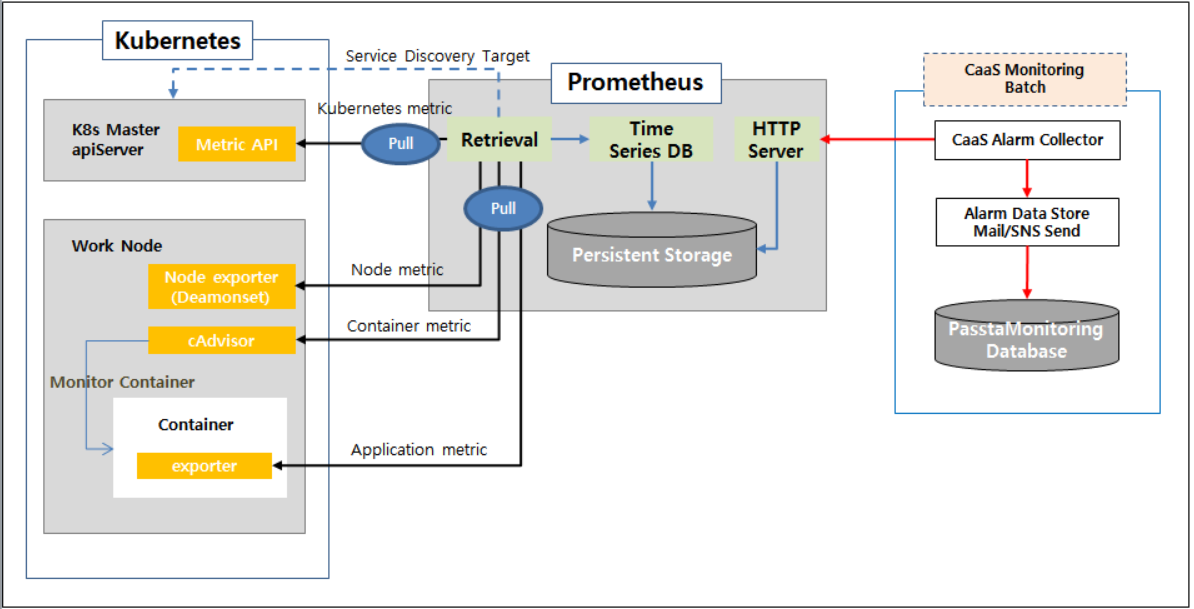 Kubernetes
Service Discovery Target
Prometheus
CaaS Monitoring
Batch
Kubernetes metric
K8s Master
apiServer
Metric API
Pull
Retrieval
Time
Series DB
HTTP
Server
CaaS Alarm Collector
Pull
Alarm Data Store
Mail/SNS Send
Work Node
Persistent Storage
Node exporter
(Deamonset)
Node metric
cAdvisor
Container metric
PasstaMonitoring
Database
Monitor Container
Container
exporter
Application metric